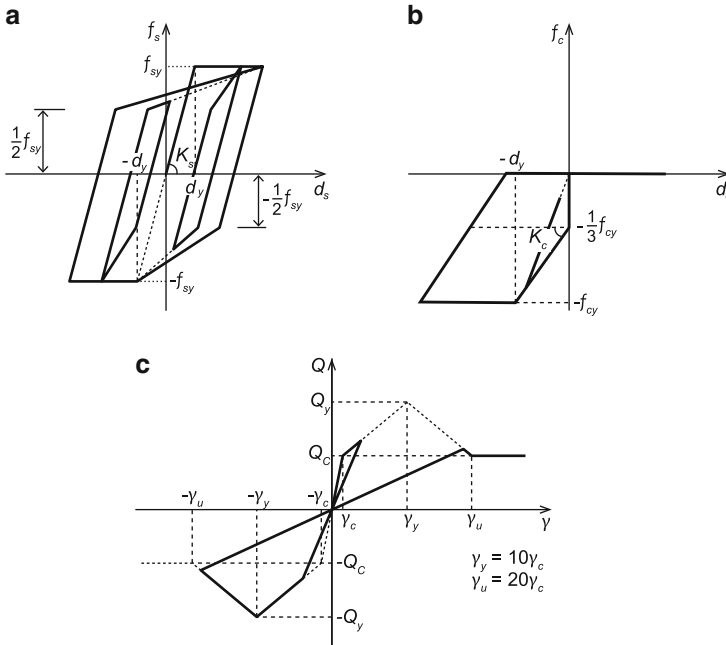 a
f_s
f_sy
1/2 f_sy
-d_y
K_s
d_y
d_s
-1/2 f_sy
-f_sy
b
f_c
-d_y
K_c
-1/3 f_cy
-f_cy
c
Q
Q_y
Q_C
-γ_u
-γ_y
-γ_c
γ_c
γ_y
γ_u
γ
-Q_C
-Q_y
γ_y = 10γ_c
γ_u = 20γ_c